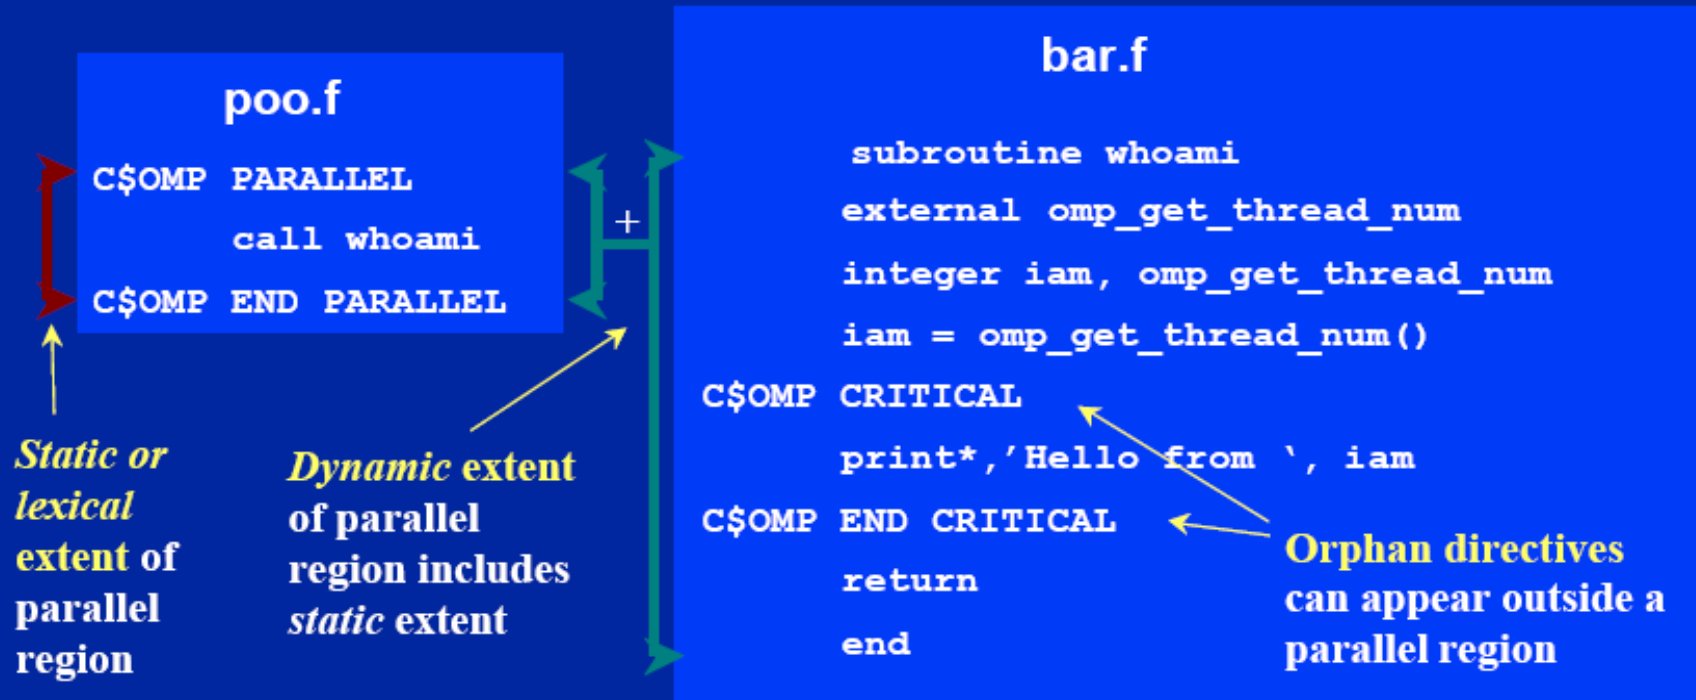 poo.f
C$OMP PARALLEL
call whoami
C$OMP END PARALLEL
+
Static or
lexical
extent of
parallel
region
Dynamic extent
of parallel
region includes
static extent
bar.f
subroutine whoami
external omp_get_thread_num
integer iam, omp_get_thread_num
iam = omp_get_thread_num()
C$OMP CRITICAL
print*,’Hello from ‘, iam
C$OMP END CRITICAL
return
end
Orphan directives
can appear outside a
parallel region